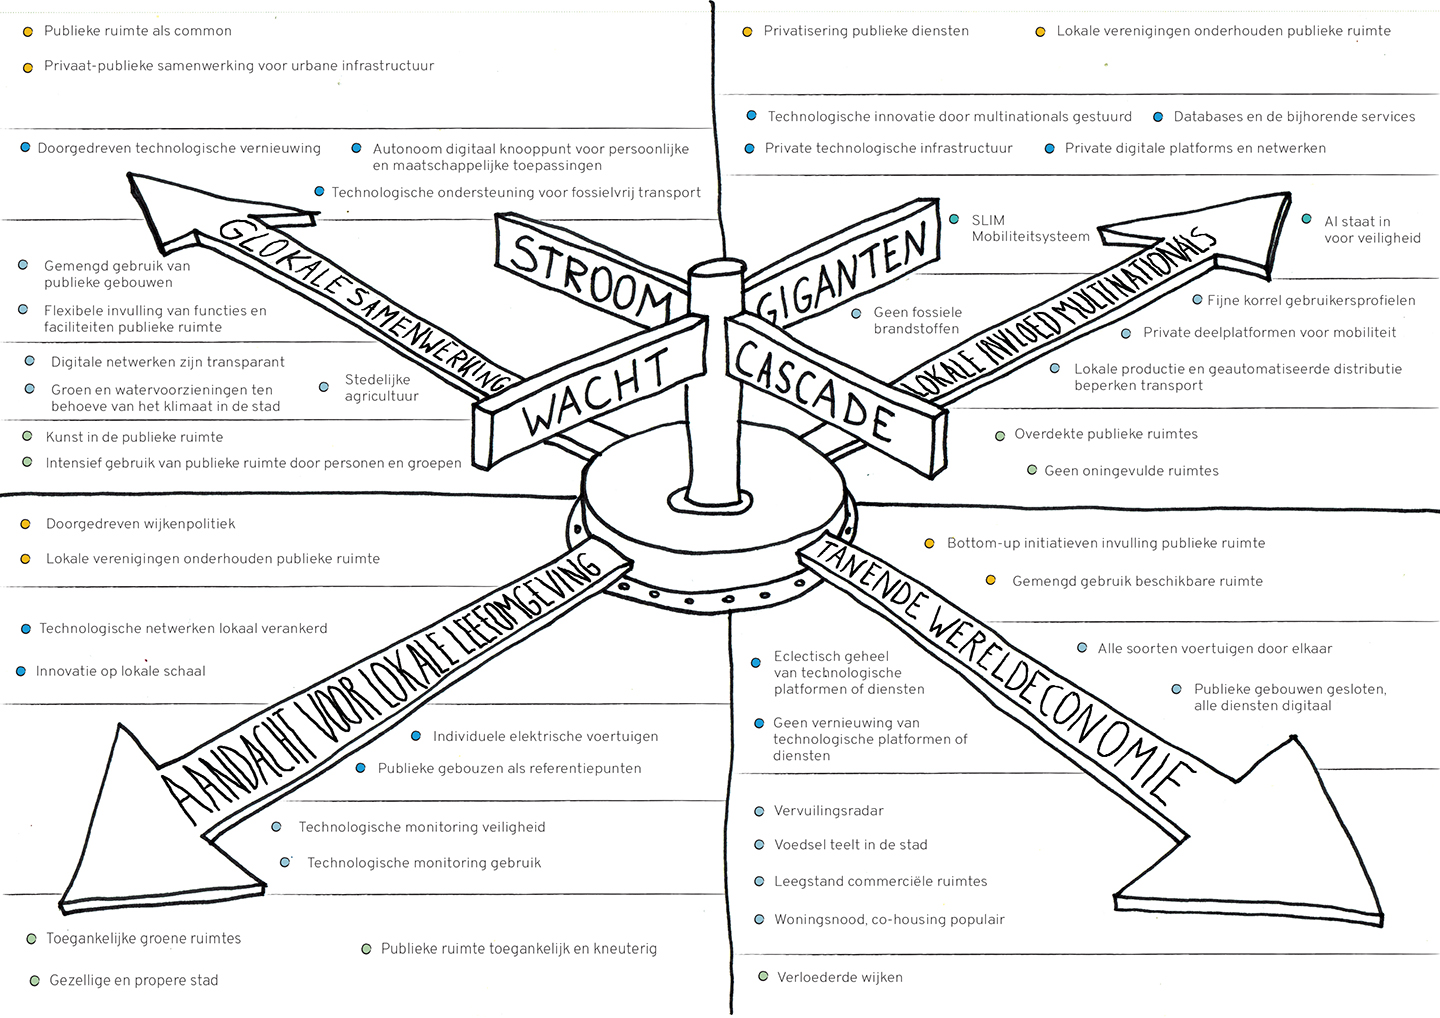 Publieke ruimte als common
Privaat-publieke samenwerking voor urbane infrastructuur
Doorgedreven technologische vernieuwing
Autonoom digitaal knooppunt voor persoonlijke
en maatschappelijke toepassingen
Technologische ondersteuning voor fossielvrij transport
GLOKALE SAMENWERKING
STROOM
Gemengd gebruik van
publieke gebouwen
Flexibele invulling van functies en
faciliteiten publieke ruimte
Digitale netwerken zijn transparant
Groen en watervoorzieningen ten
behoeve van het klimaat in de stad
Stedelijke
agricultuur
Kunst in de publieke ruimte
Intensief gebruik van publieke ruimte door personen en groepen
Privatisering publieke diensten
Lokale verenigingen onderhouden publieke ruimte
Technologische innovatie door multinationals gestuurd
Databases en de bijhorende services
Private technologische infrastructuur
Private digitale platforms en netwerken
GIGANTEN
SLIM
Mobiliteitsysteem
LOKALE INVLOED MULTINATIONALS
AI staat in
voor veiligheid
Geen fossiele
brandstoffen
Fijne korrel gebruikersprofielen
Private deelplatformen voor mobiliteit
Lokale productie en geautomatiseerde distributie
beperken transport
Overdekte publieke ruimtes
Geen oningevulde ruimtes
WACHT
CASCADE
Doorgedreven wijkenpolitiek
Lokale verenigingen onderhouden publieke ruimte
Technologische netwerken lokaal verankerd
Innovatie op lokale schaal
AANDACHT VOOR LOKALE LEEFOMGEVING
Individuele elektrische voertuigen
Publieke gebouzen als referentiepunten
Technologische monitoring veiligheid
Technologische monitoring gebruik
Toegankelijke groene ruimtes
Publieke ruimte toegankelijk en kneuterig
Gezellige en propere stad
TANENDE WERELDECONOMIE
Bottom-up initiatieven invulling publieke ruimte
Gemengd gebruik beschikbare ruimte
Eclectisch geheel
van technologische
platformen of diensten
Geen vernieuwing van
technologische platformen of
diensten
Alle soorten voertuigen door elkaar
Publieke gebouwen gesloten,
alle diensten digitaal
Vervuilingsradar
Voedsel teelt in de stad
Leegstand commerciële ruimtes
Woningsnood, co-housing populair
Verloederde wijken